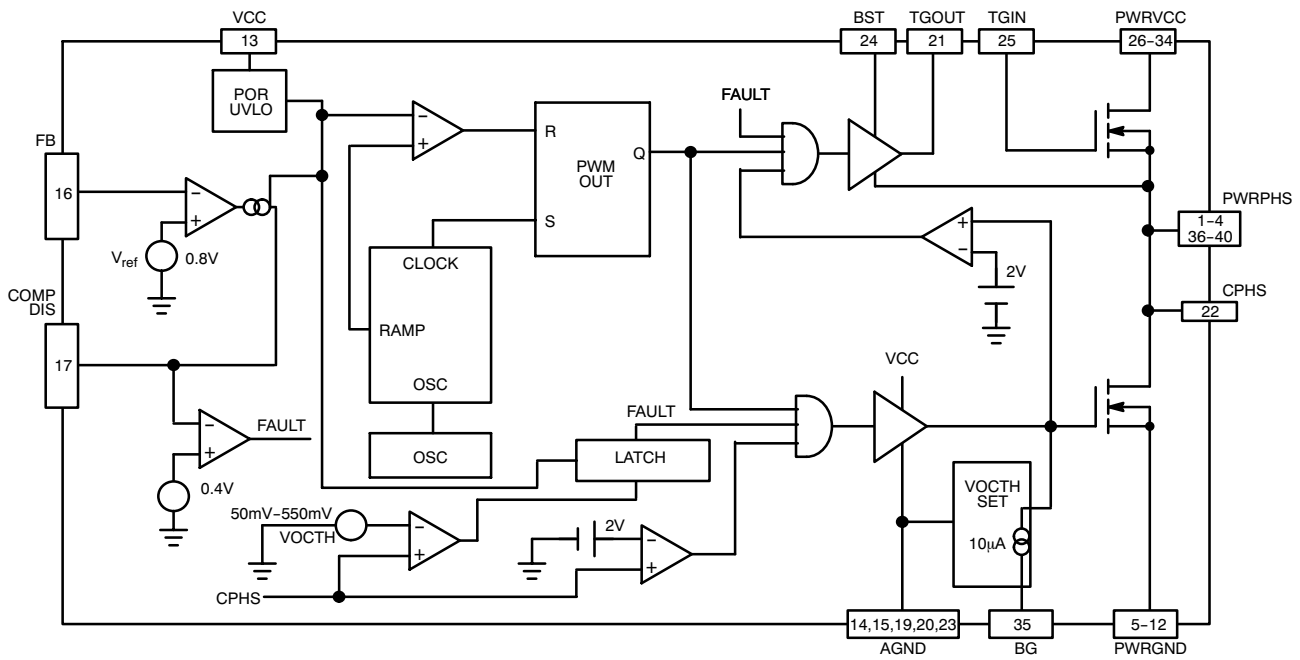 VCC
13
BST
24
TGOUT
21
TGIN
25
PWRVCC
26-34
POR
UVLO
FAULT
FB
16
−
+
Vref
0.8V
−
+
R
S
Q
PWM
OUT
CLOCK
RAMP
OSC
OSC
+
−
2V
PWRPHS
1-4
36-40
CPHS
22
COMP
DIS
17
−
+
FAULT
0.4V
VCC
FAULT
LATCH
50mV-550mV
VOCTH
−
+
2V
−
+
CPHS
VOCTH
SET
10µA
14,15,19,20,23
AGND
35
BG
5-12
PWRGND